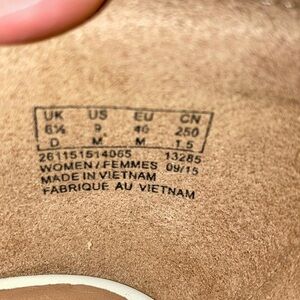 UK US EU CN
6½ 9 40 250
D M M 1.5
261151514065 13285
WOMEN/FEMMES 09/15
MADE IN VIETNAM
FABRIQUE AU VIETNAM